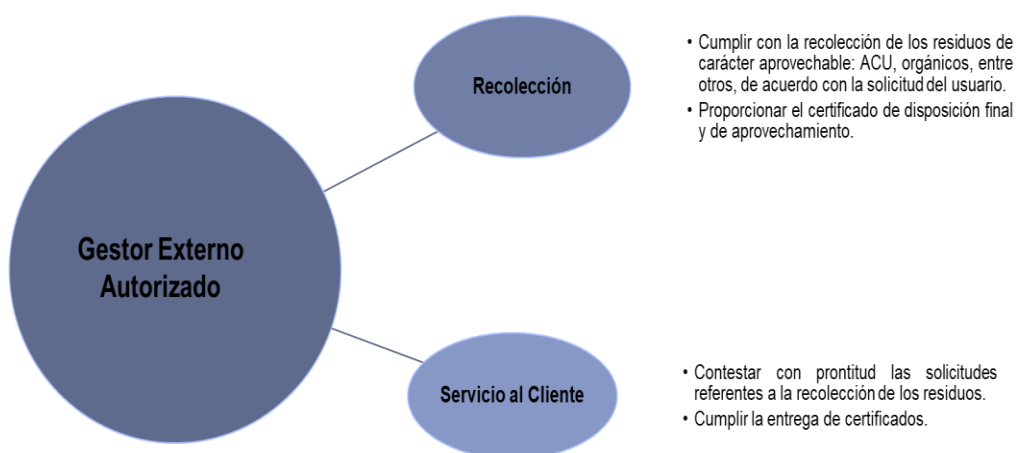 Recolección
• Cumplir con la recolección de los residuos de
carácter aprovechable: ACU, orgánicos, entre
otros, de acuerdo con la solicitud del usuario.
• Proporcionar el certificado de disposición final
y de aprovechamiento.
Gestor Externo
Autorizado
Servicio al Cliente
• Contestar con prontitud las solicitudes
referentes a la recolección de los residuos.
• Cumplir la entrega de certificados.